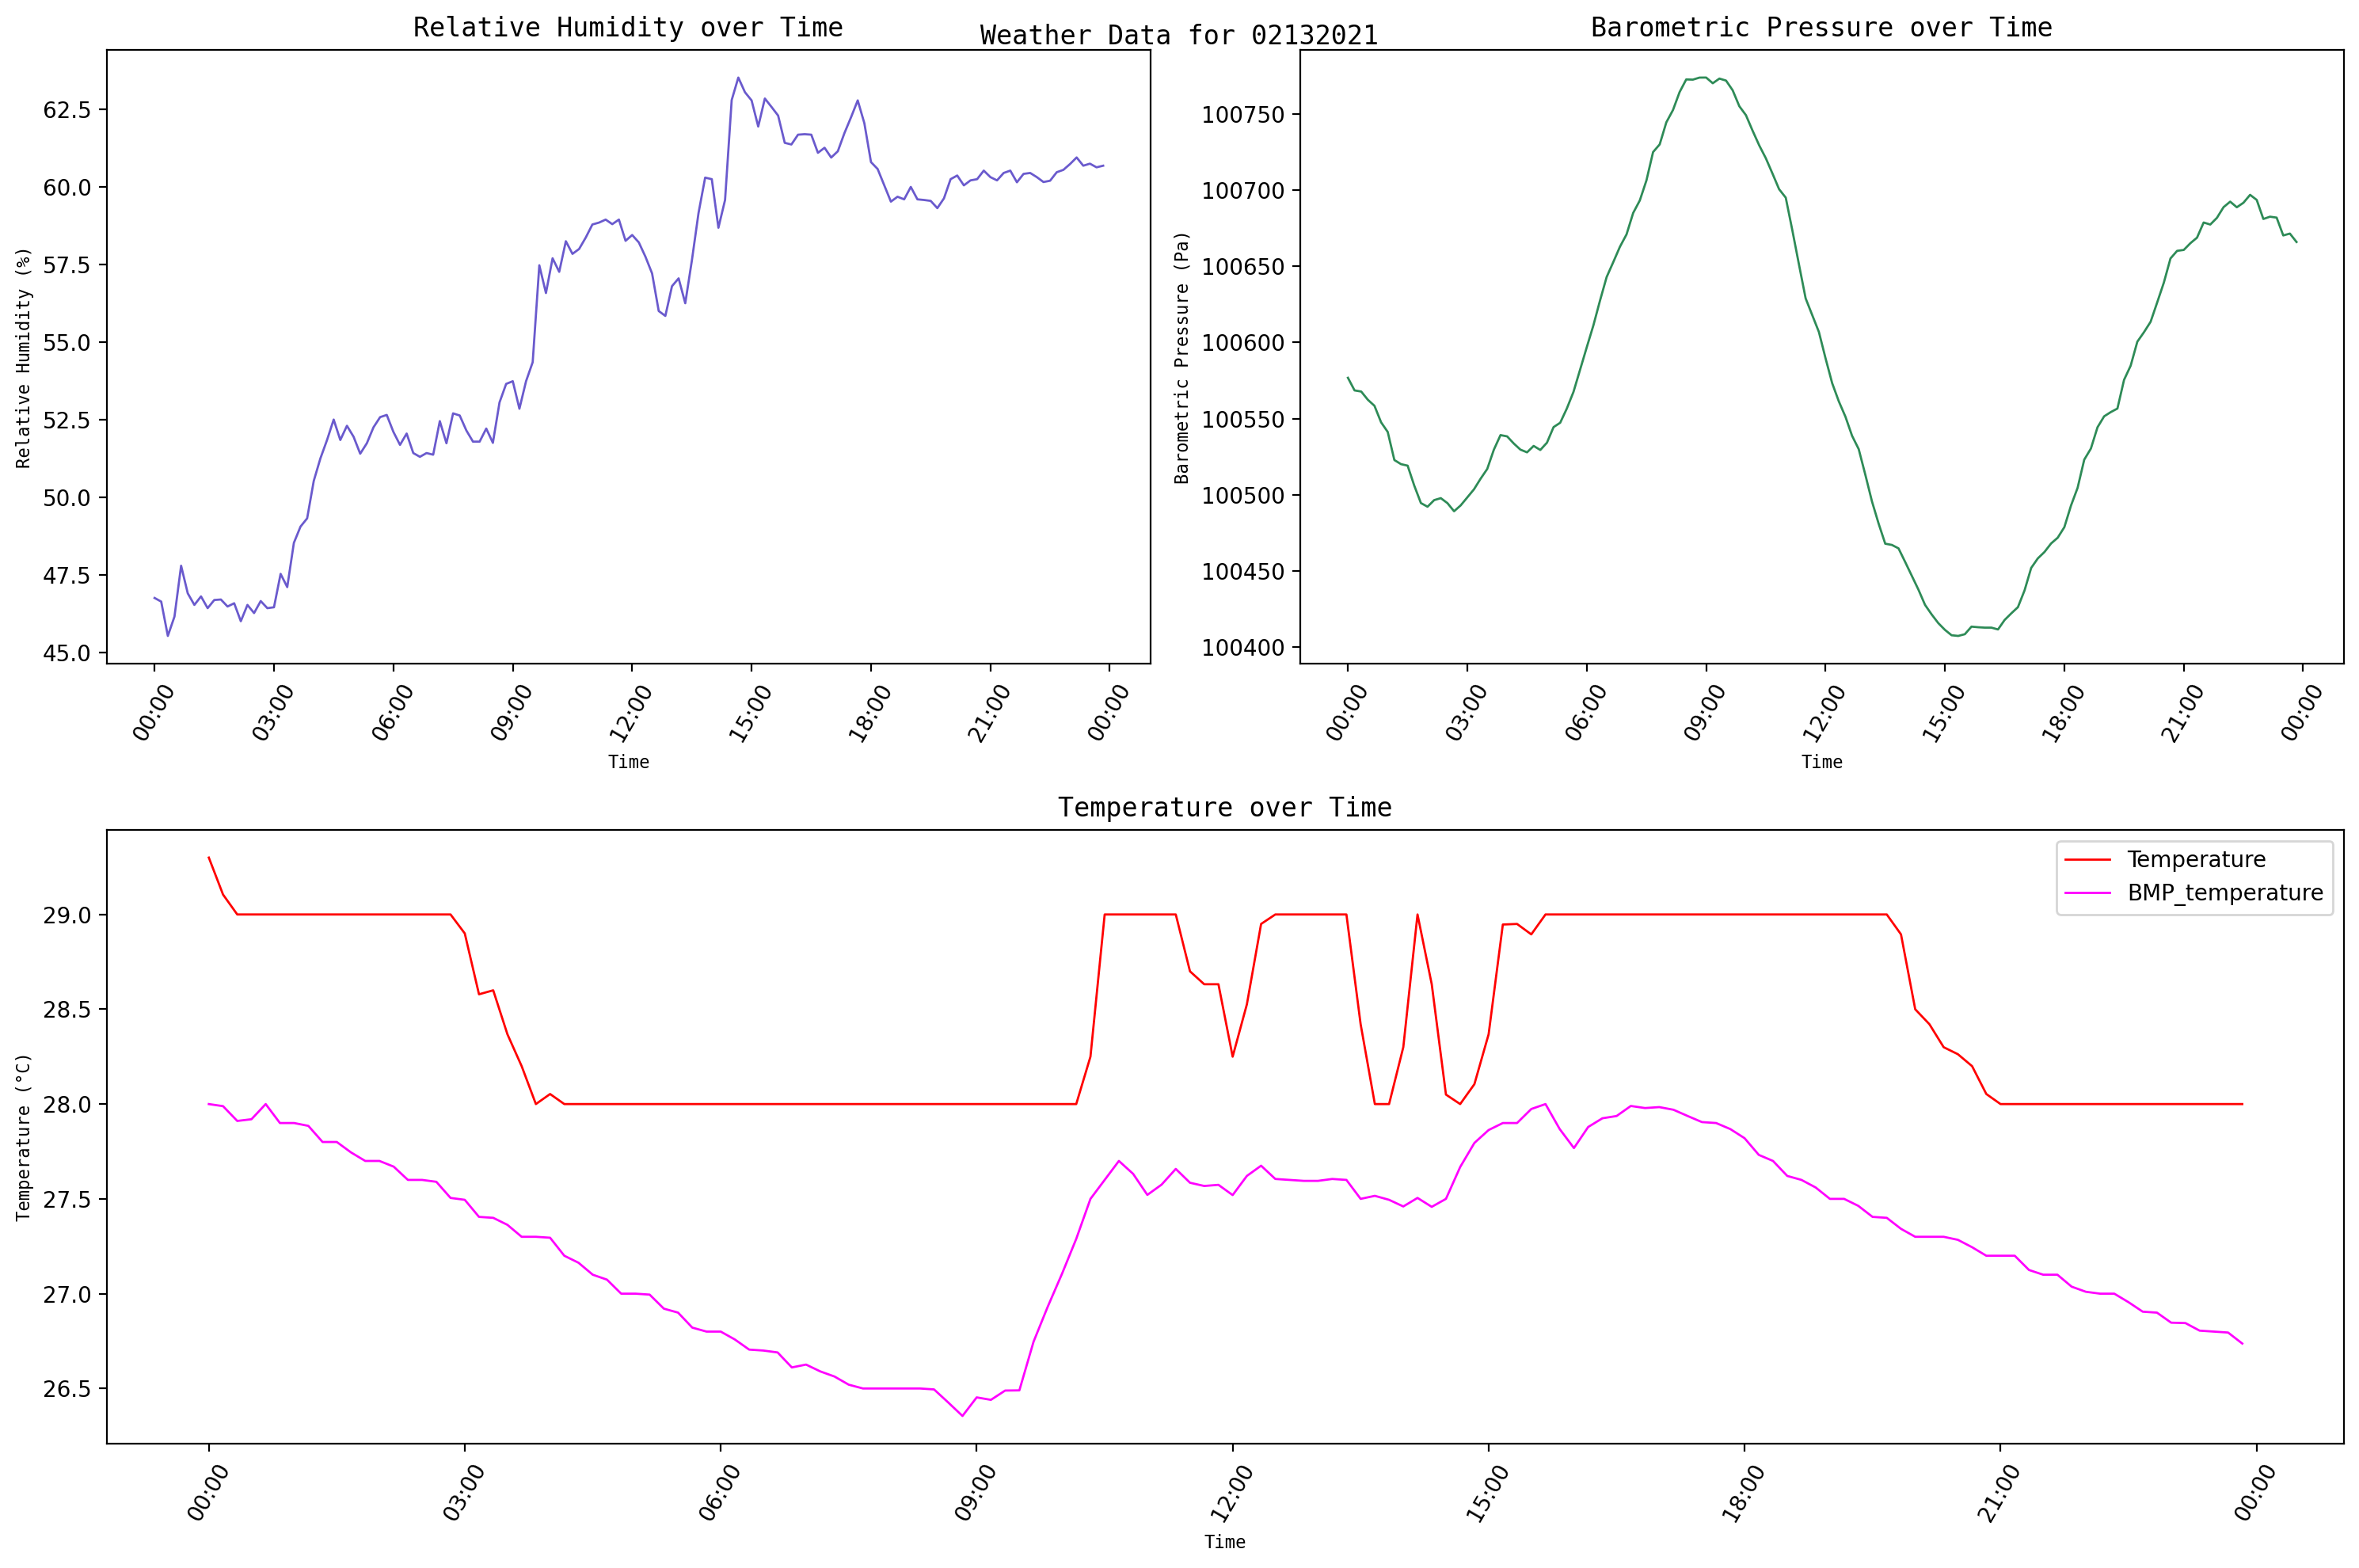 Weather Data for 02132021
Relative Humidity over Time
Relative Humidity (%)
62.5
60.0
57.5
55.0
52.5
50.0
47.5
45.0
00:00 03:00 06:00 09:00 12:00 15:00 18:00 21:00 00:00
Time
Barometric Pressure over Time
Barometric Pressure (Pa)
100750
100700
100650
100600
100550
100500
100450
100400
00:00 03:00 06:00 09:00 12:00 15:00 18:00 21:00 00:00
Time
Temperature over Time
Temperature
BMP_temperature
Temperature (°C)
29.0
28.5
28.0
27.5
27.0
26.5
00:00 03:00 06:00 09:00 12:00 15:00 18:00 21:00 00:00
Time